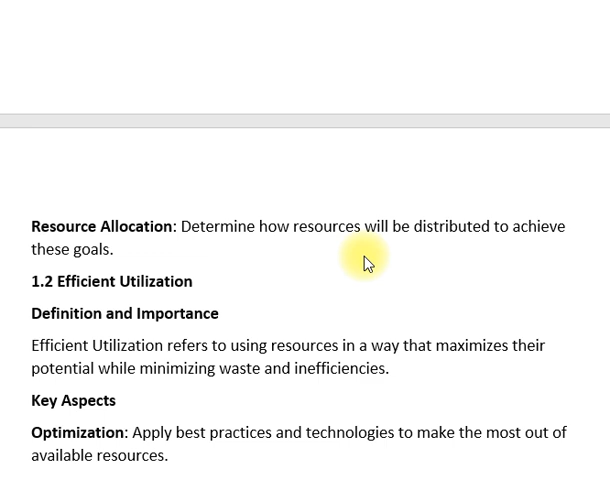 Resource Allocation: Determine how resources will be distributed to achieve
these goals.
1.2 Efficient Utilization
Definition and Importance
Efficient Utilization refers to using resources in a way that maximizes their
potential while minimizing waste and inefficiencies.
Key Aspects
Optimization: Apply best practices and technologies to make the most out of
available resources.